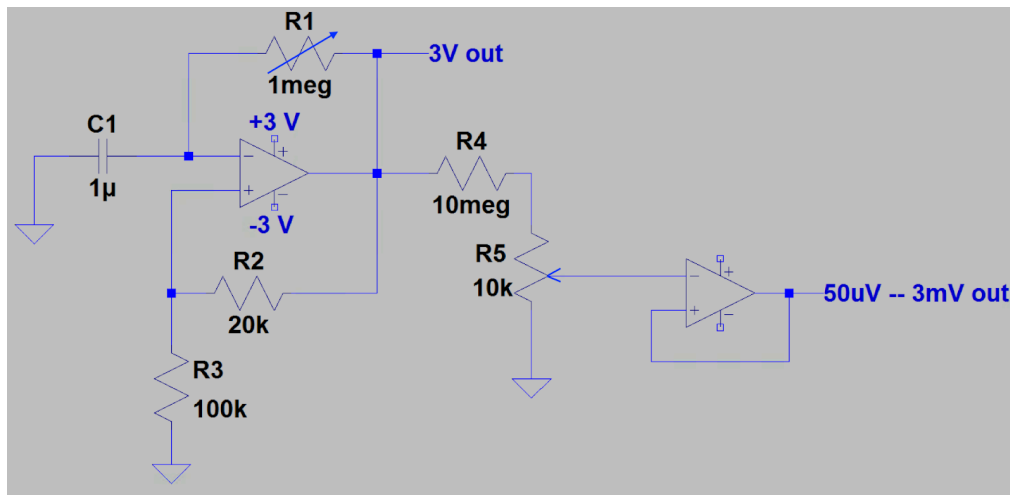 R1
1meg
3V out
+3 V
C1
1µ
-3 V
R4
10meg
R2
20k
R5
10k
50uV -- 3mV out
R3
100k